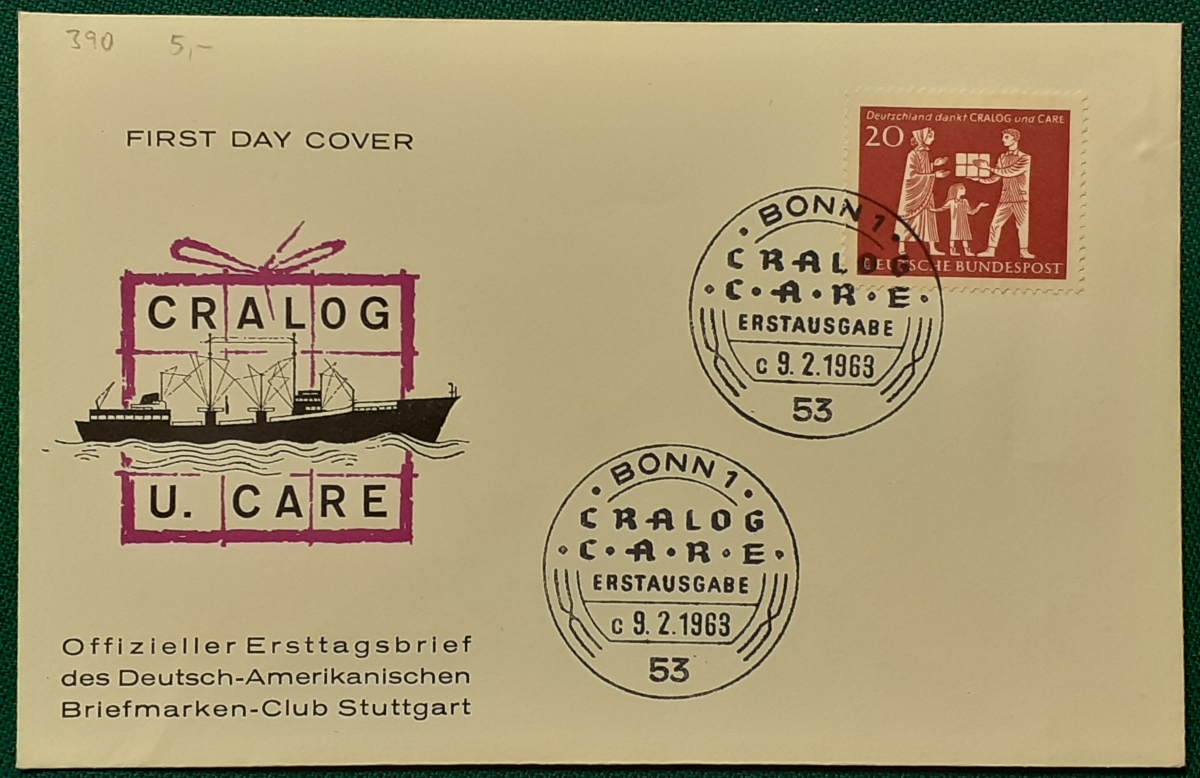 390 5,-
FIRST DAY COVER
Deutschland dankt CRALOG und CARE
20
DEUTSCHE BUNDESPOST
BONN 1
CRALOG
C·A·R·E
ERSTAUSGABE
c 9.2.1963
53
CRALOG
U. CARE
BONN 1
CRALOG
C·A·R·E
ERSTAUSGABE
c 9.2.1963
53
Offizieller Ersttagsbrief
des Deutsch-Amerikanischen
Briefmarken-Club Stuttgart